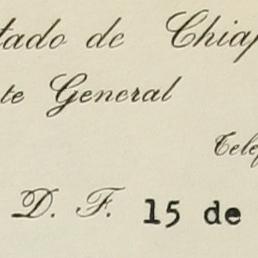 tado de Chiap
te General
Telef
D. F. 15 de